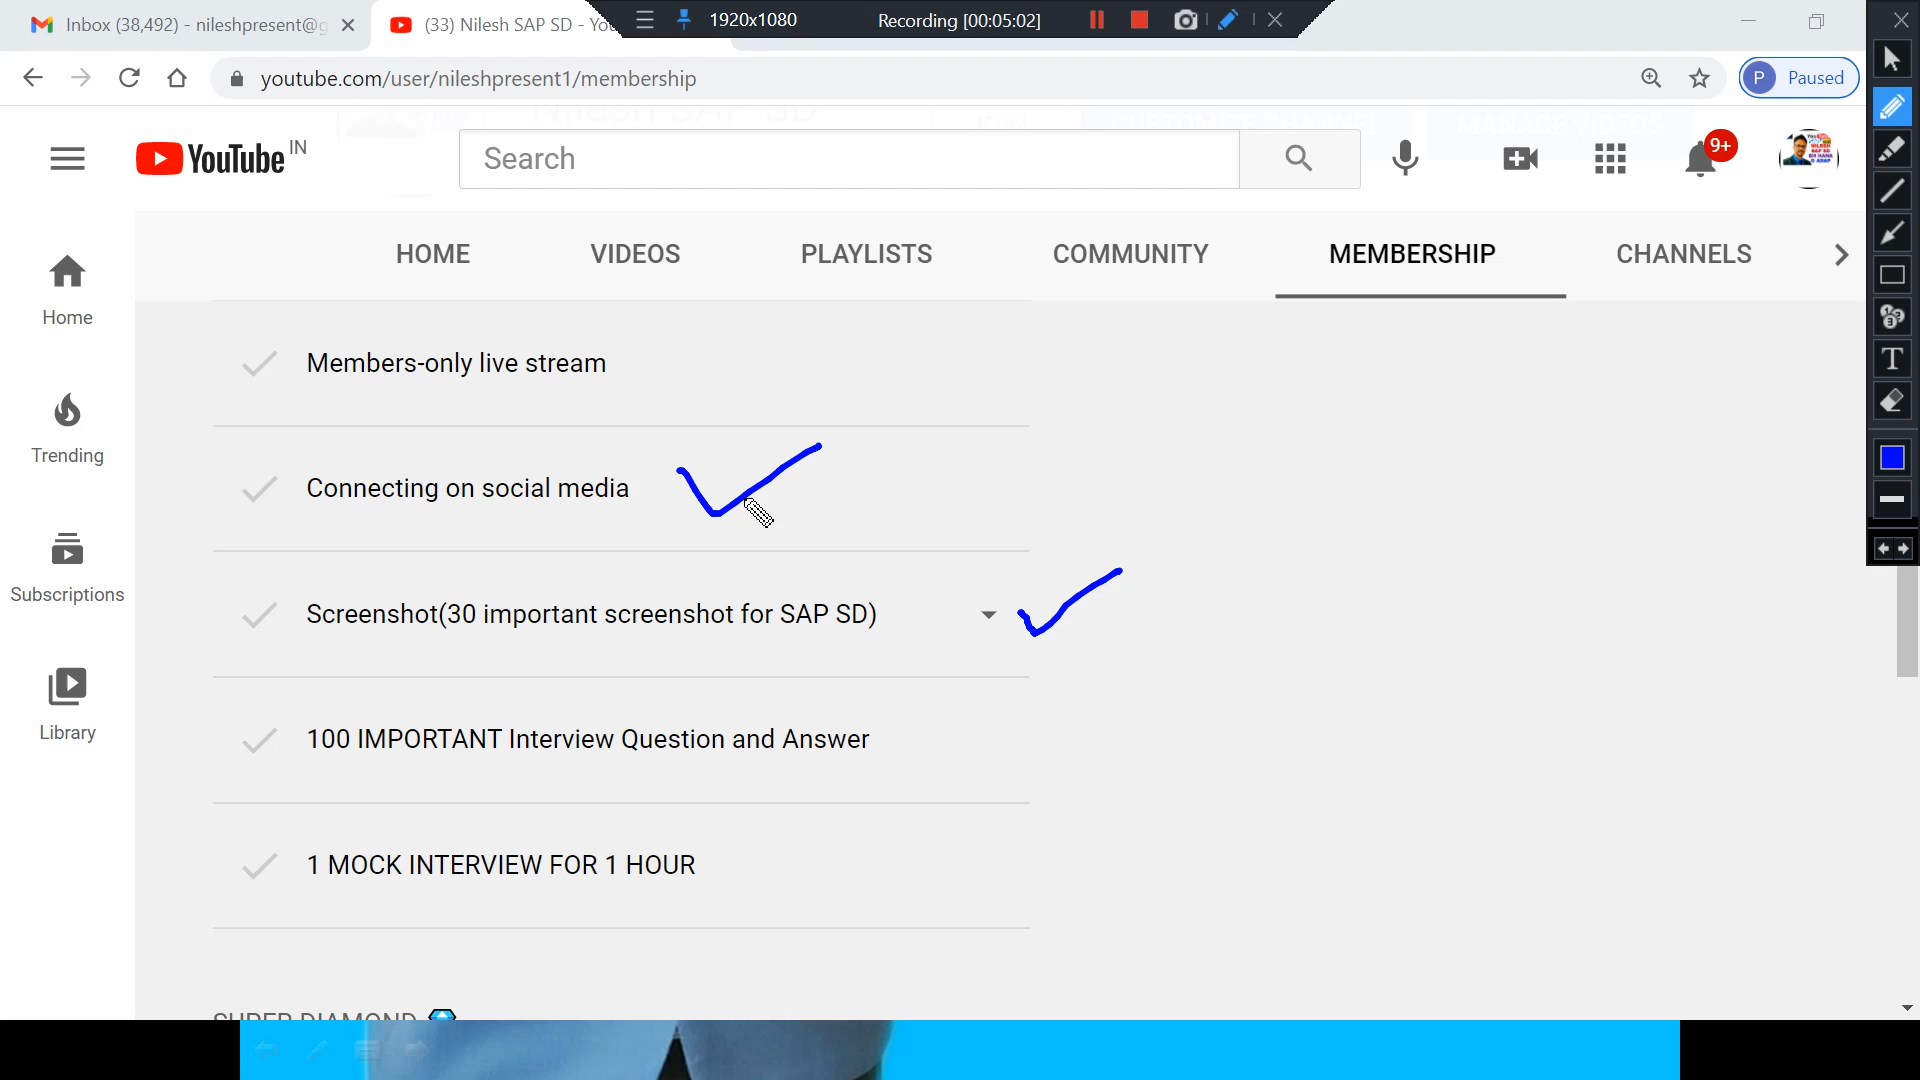 Inbox (38,492) - nileshpresent@g
(33) Nilesh SAP SD - You
1920x1080
Recording [00:05:02]
youtube.com/user/nileshpresent1/membership
P
Paused
YouTube IN
Search
9+
HOME
VIDEOS
PLAYLISTS
COMMUNITY
MEMBERSHIP
CHANNELS
Home
Trending
Subscriptions
Library
Members-only live stream
Connecting on social media
Screenshot(30 important screenshot for SAP SD)
100 IMPORTANT Interview Question and Answer
1 MOCK INTERVIEW FOR 1 HOUR
SUPER DIAMOND
T